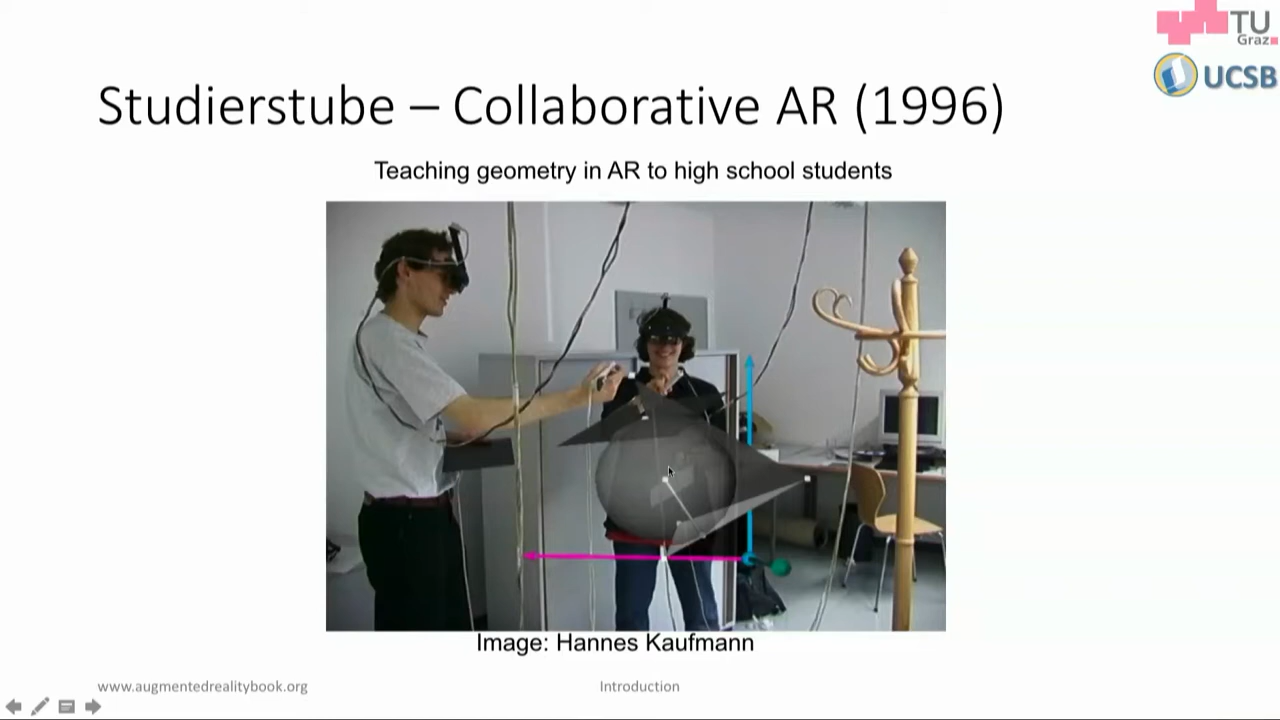 TU
Graz
UCSB
Studierstube – Collaborative AR (1996)
Teaching geometry in AR to high school students
Image: Hannes Kaufmann
www.augmentedrealitybook.org
Introduction